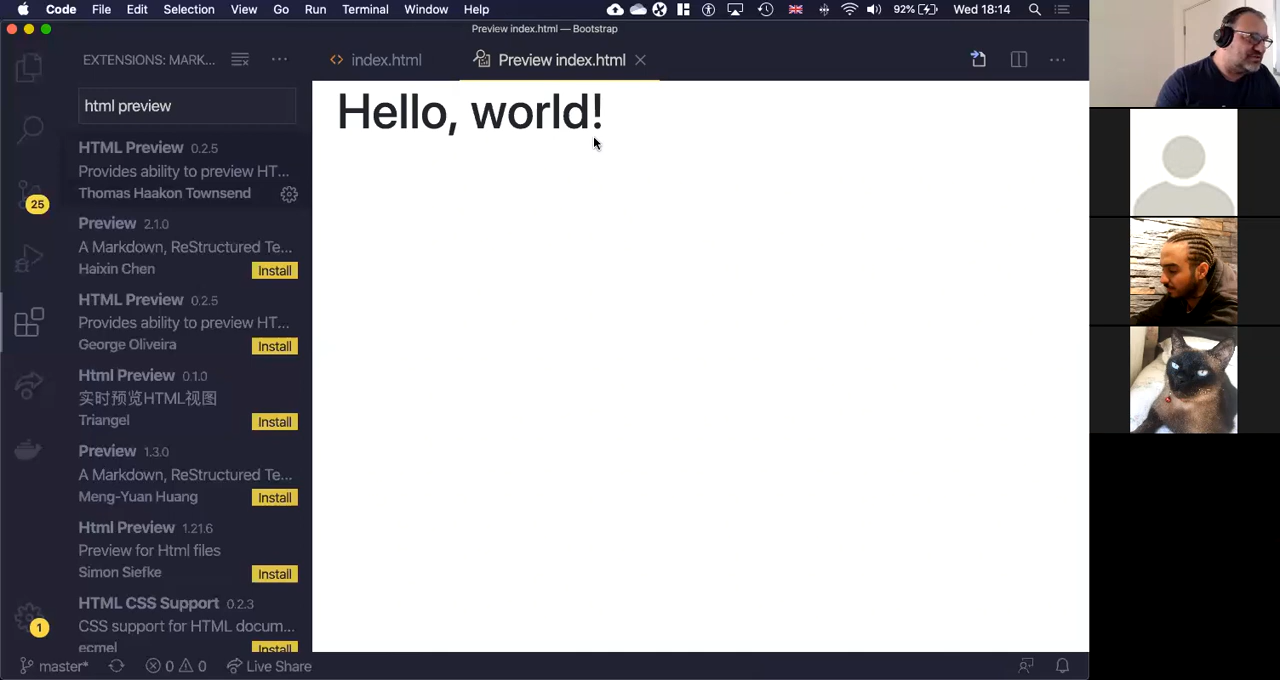 Code File Edit Selection View Go Run Terminal Window Help 92% Wed 18:14
Preview index.html — Bootstrap
EXTENSIONS: MARK...
index.html
Preview index.html
html preview
Hello, world!
HTML Preview 0.2.5
Provides ability to preview HT...
Thomas Haakon Townsend
25
Preview 2.1.0
A Markdown, ReStructured Te...
Haixin Chen Install
HTML Preview 0.2.5
Provides ability to preview HT...
George Oliveira Install
Html Preview 0.1.0
实时预览HTML视图
Triangel Install
Preview 1.3.0
A Markdown, ReStructured Te...
Meng-Yuan Huang Install
Html Preview 1.21.6
Preview for Html files
Simon Siefke Install
HTML CSS Support 0.2.3
CSS support for HTML docum...
ecmel Install
1
master* 0 0 Live Share